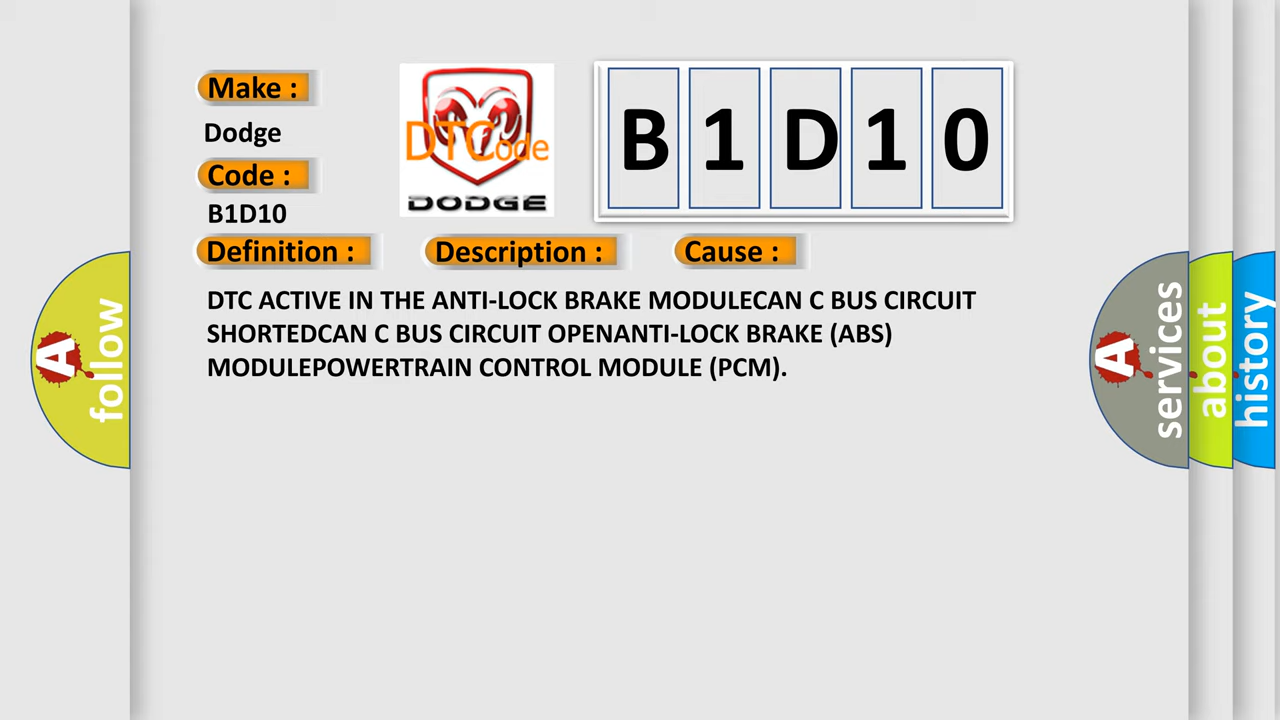 Make :
Dodge
Code :
B1D10
DTCode
DODGE
B 1 D 1 0
Definition :
Description :
Cause :
DTC ACTIVE IN THE ANTI-LOCK BRAKE MODULECAN C BUS CIRCUIT
SHORTEDCAN C BUS CIRCUIT OPENANTI-LOCK BRAKE (ABS)
MODULEPOWERTRAIN CONTROL MODULE (PCM).
A
follow
A
services
about
history